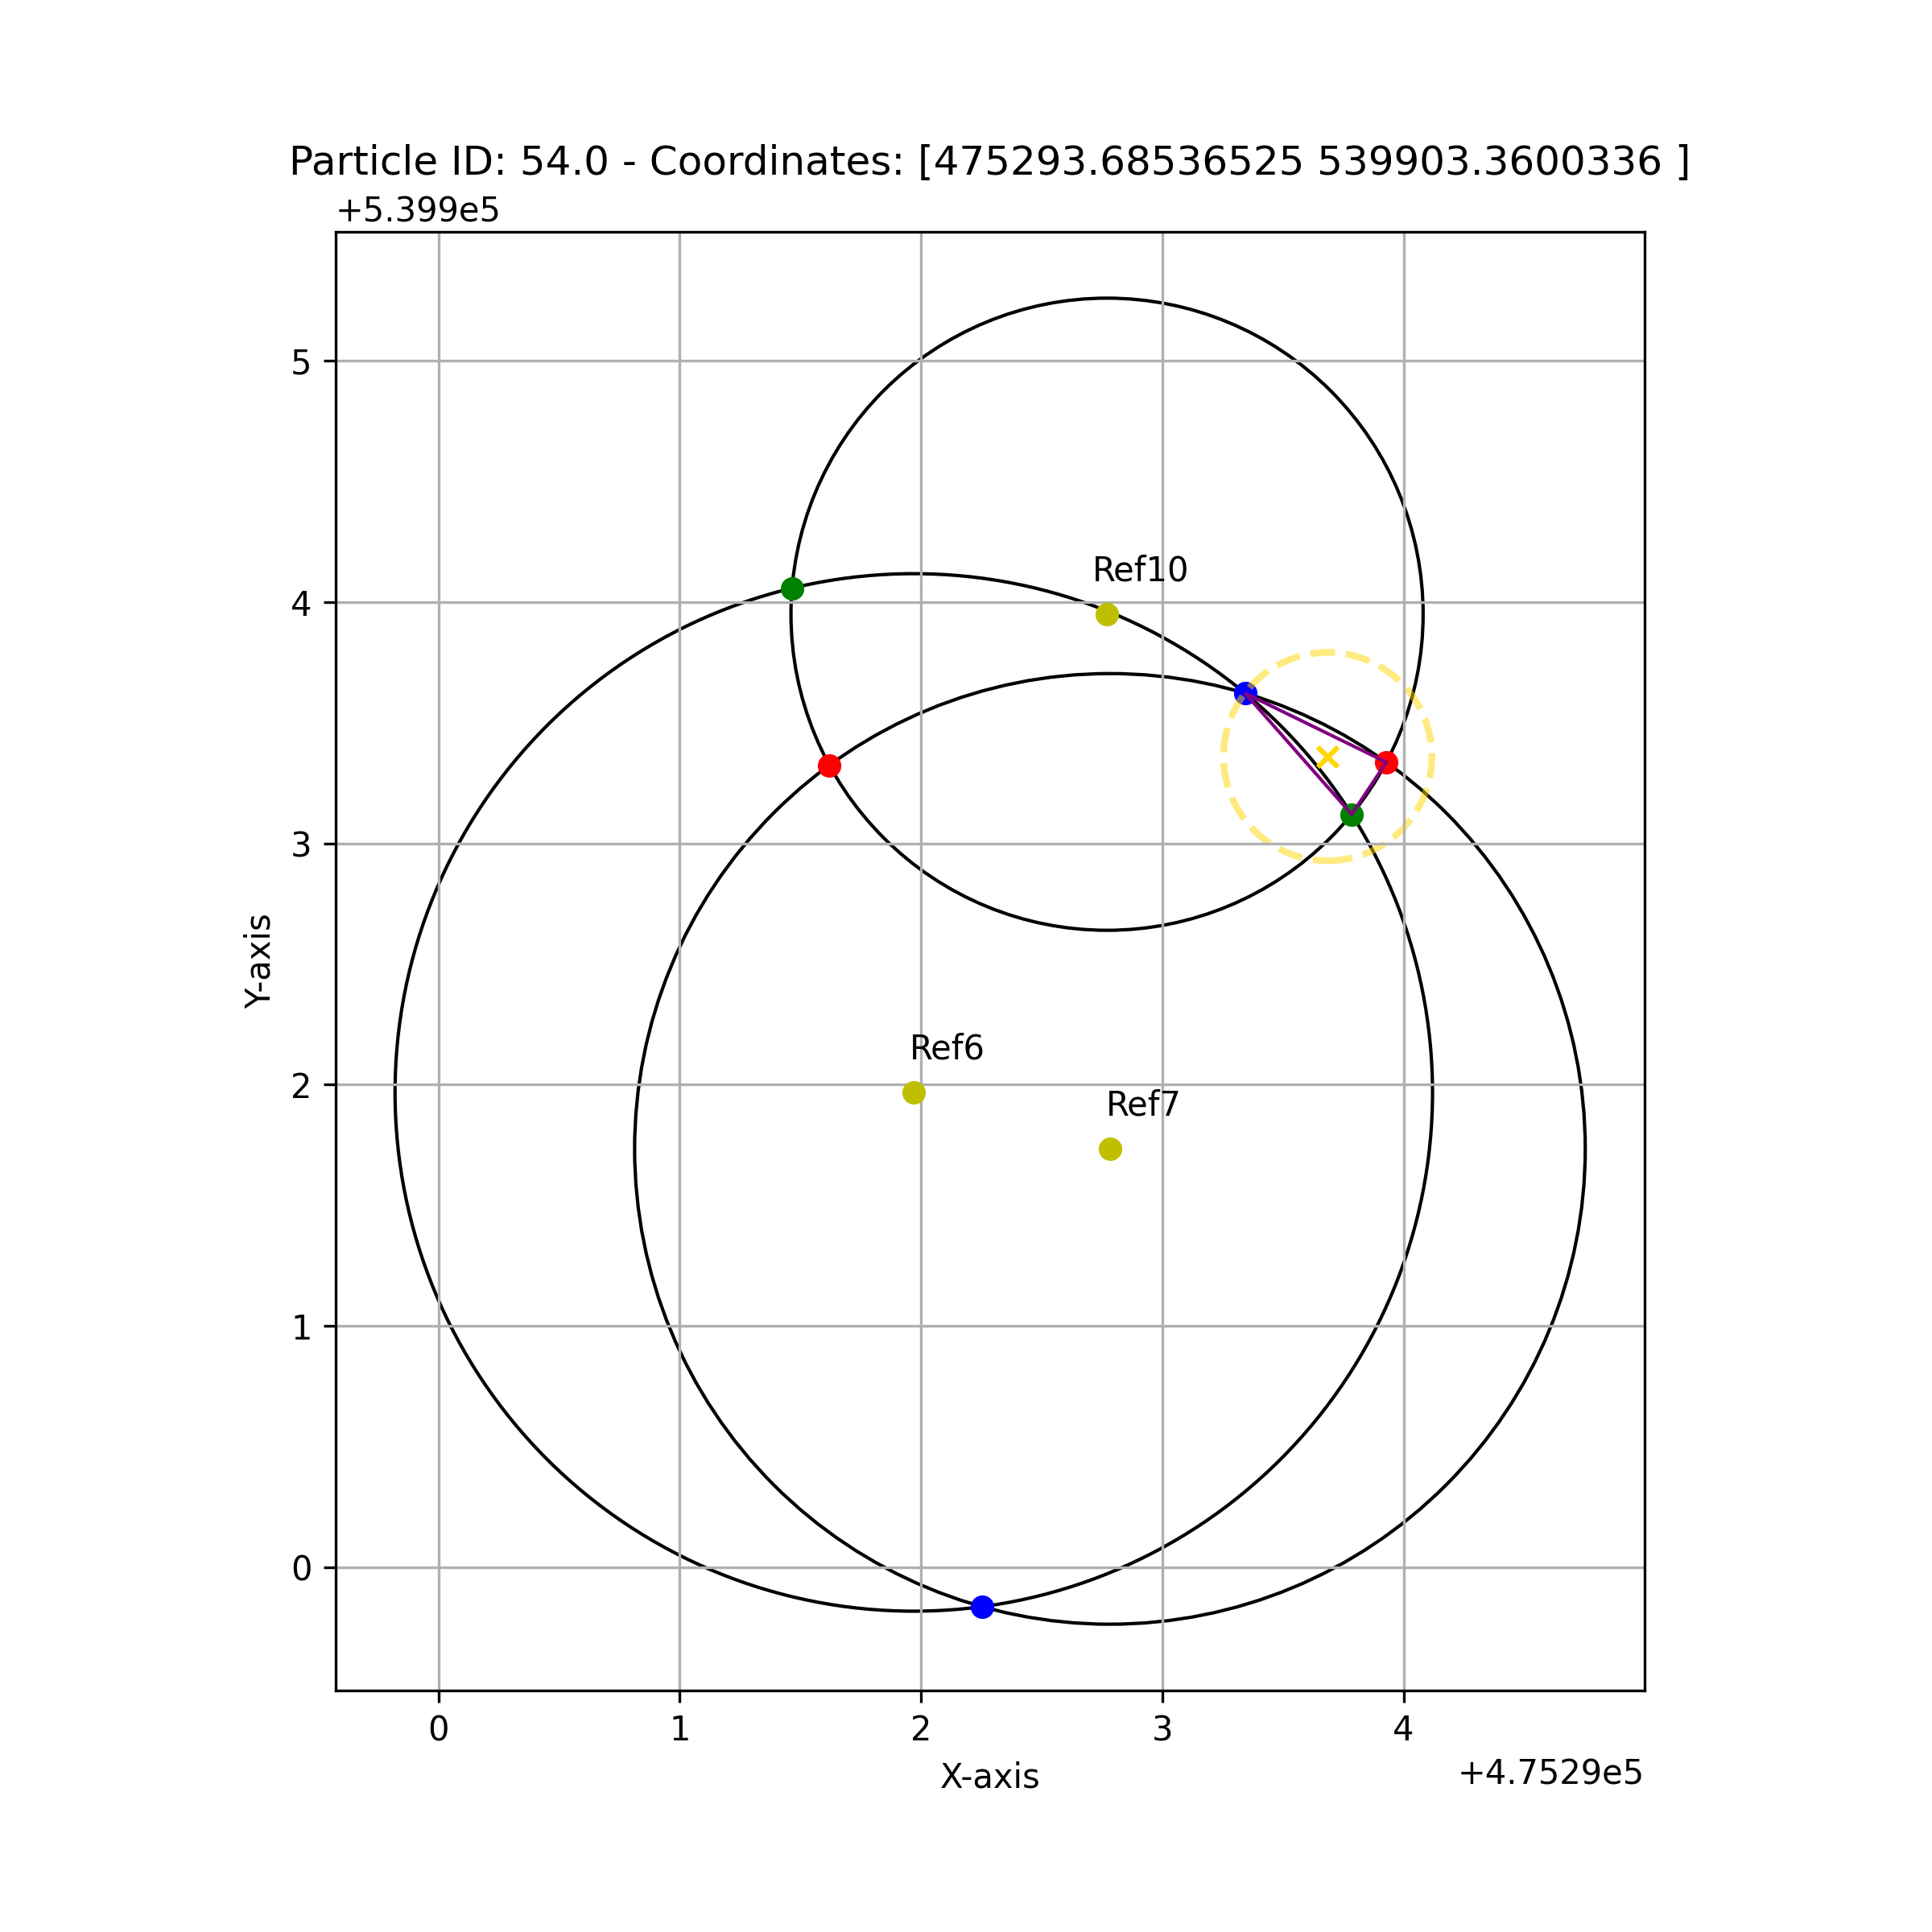 Particle ID: 54.0 - Coordinates: [475293.68536525 539903.3600336 ]
+5.399e5
5
Ref10
4
3
Y-axis
Ref6
2
Ref7
1
0
0 1 2 3 4
X-axis
+4.7529e5